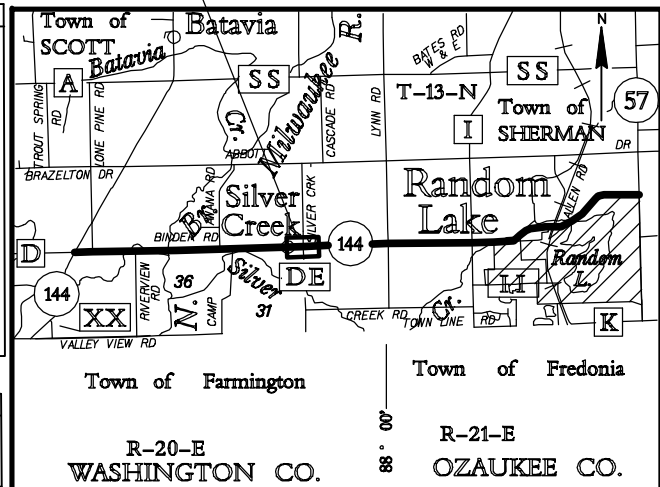 Town of
SCOTT
Batavia
Batavia
A
SS
R.
BATES RD
W & E
SS
N
T-13-N
Town of
SHERMAN
57
I
TROUT SPRING
RD
LONE PINE RD
Milwaukee
Cr.
CASCADE RD
LYNN RD
ABBOTT
DR
BRAZELTON DR
Br.
Silver
Creek
SILVER CRK
Random
Lake
ALLEN RD
BINDER RD
D
144
DE
144
Random
L.
36
Silver
31
Cr.
RIVERVIEW
RD
XX
N.
CAMP
CREEK RD
TOWN LINE
RD
K
VALLEY VIEW RD
Town of Farmington
Town of Fredonia
88° 00'
R-20-E
WASHINGTON CO.
R-21-E
OZAUKEE CO.